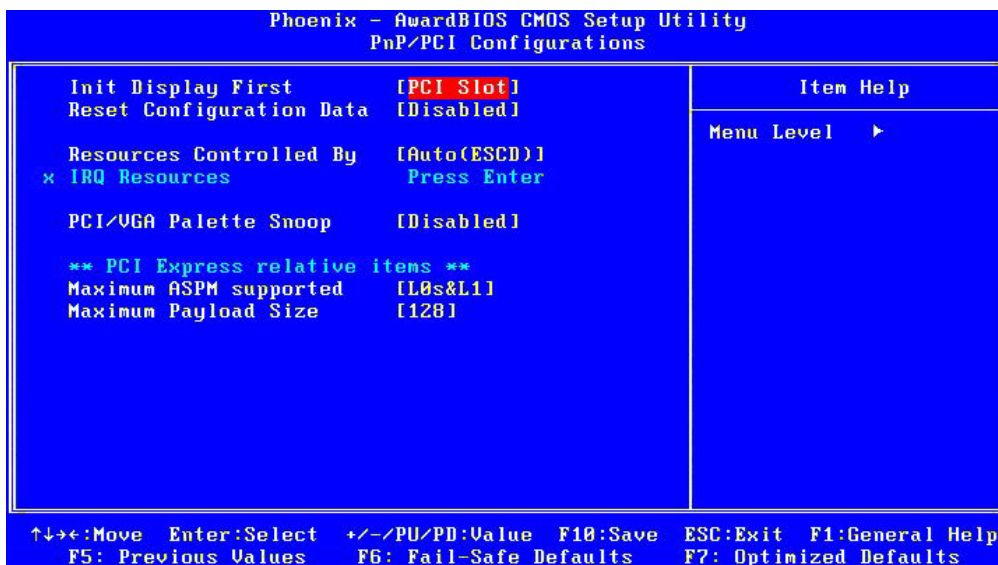 Phoenix - AwardBIOS CMOS Setup Utility
PnP/PCI Configurations
Init Display First [PCI Slot]
Reset Configuration Data [Disabled]
Resources Controlled By [Auto(ESCD)]
x IRQ Resources Press Enter
PCI/VGA Palette Snoop [Disabled]
** PCI Express relative items **
Maximum ASPM supported [L0s&L1]
Maximum Payload Size [128]
Item Help
Menu Level ►
↑↓→←:Move Enter:Select +/-/PU/PD:Value F10:Save ESC:Exit F1:General Help
F5: Previous Values F6: Fail-Safe Defaults F7: Optimized Defaults